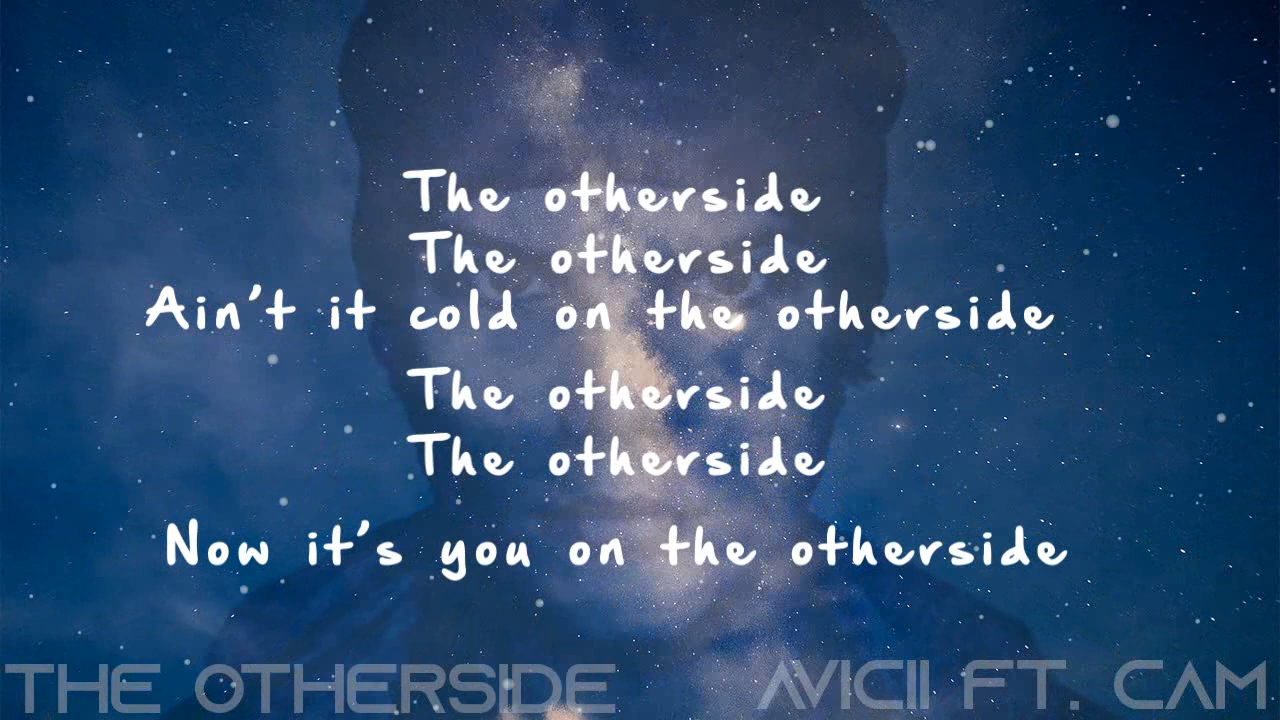 The otherside
The otherside
Ain't it cold on the otherside
The otherside
The otherside
Now it's you on the otherside
THE OTHERSIDE
AVICII FT. CAM